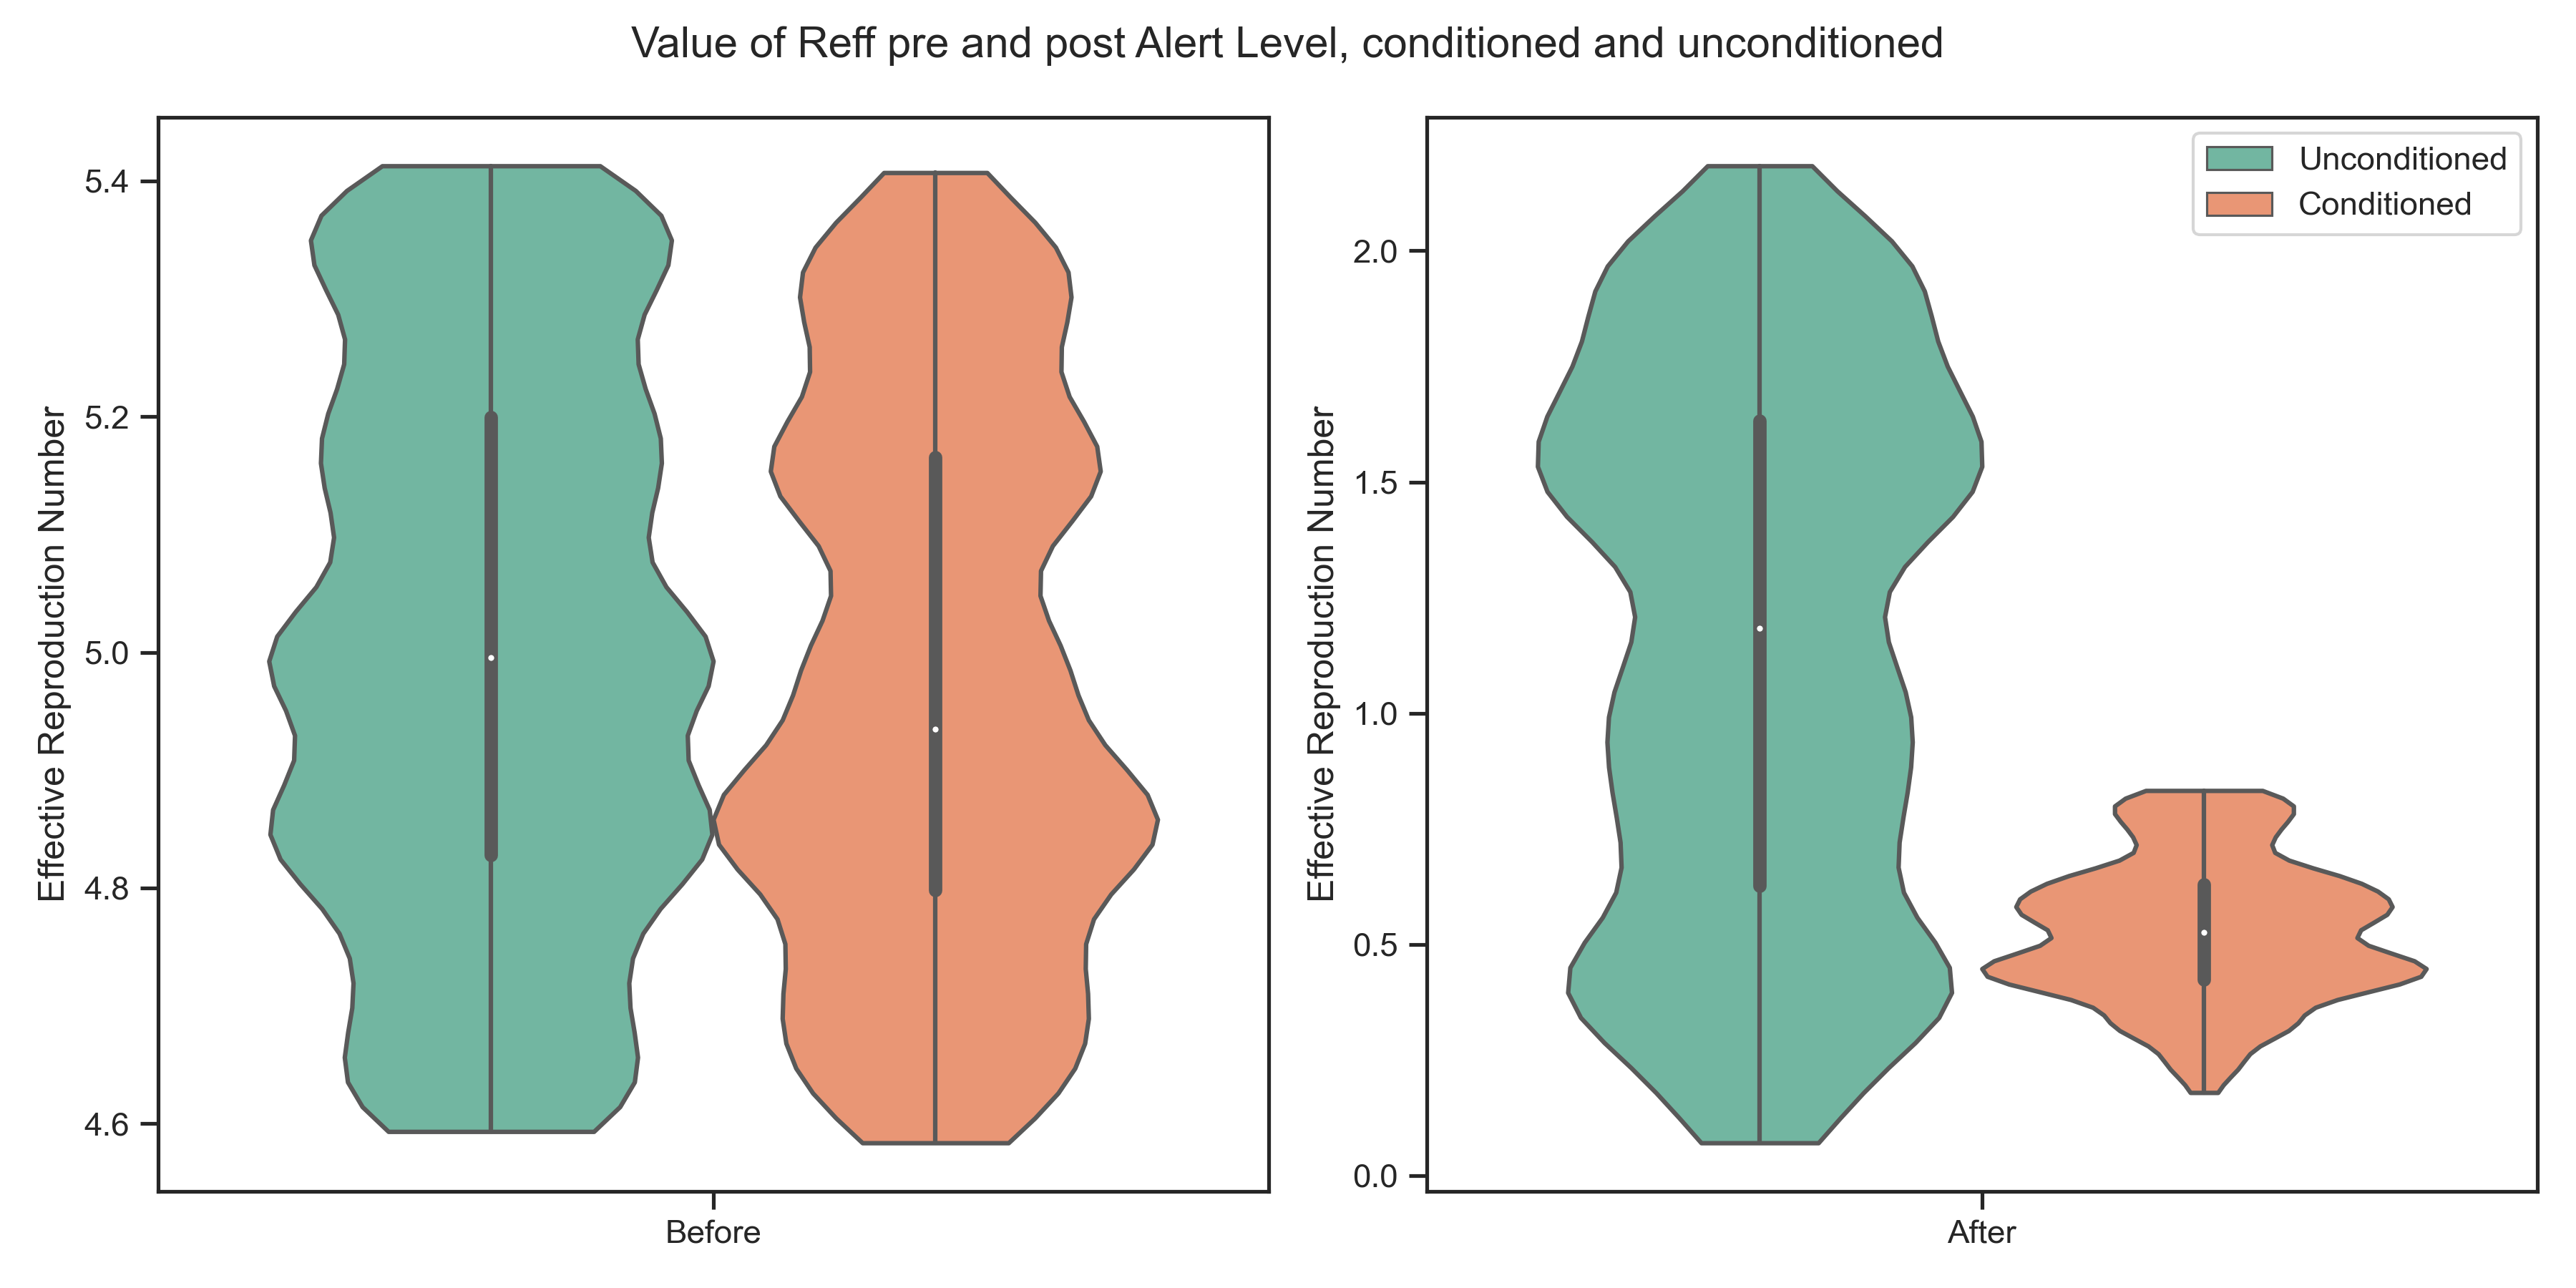 Value of Reff pre and post Alert Level, conditioned and unconditioned
Effective Reproduction Number
5.4
5.2
5.0
4.8
4.6
Before
Effective Reproduction Number
2.0
1.5
1.0
0.5
0.0
After
Unconditioned
Conditioned